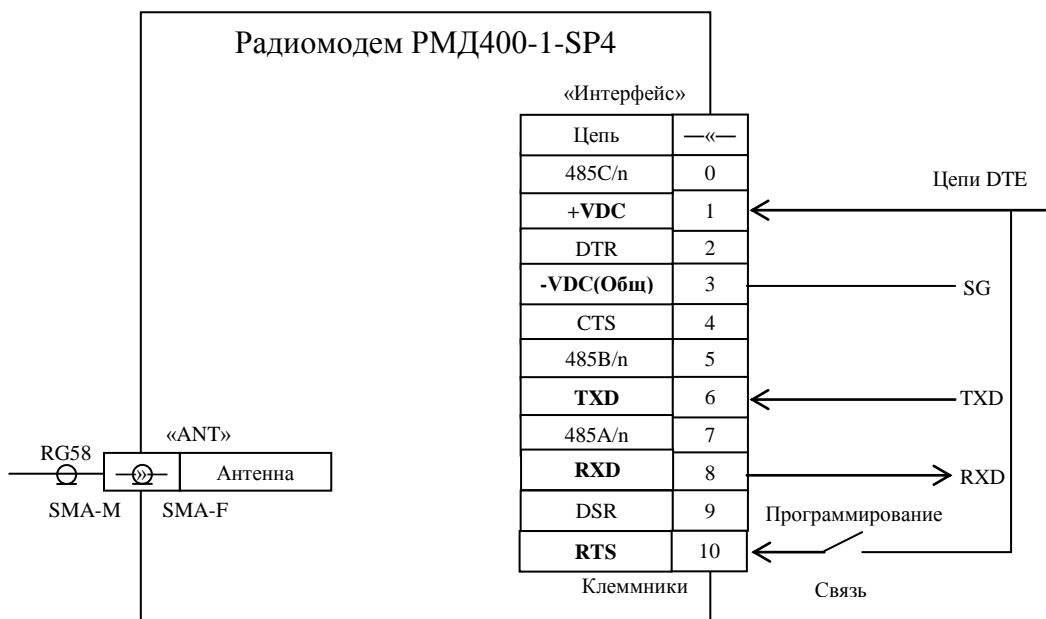 Радиомодем РМД400-1-SP4
«Интерфейс»
Цепь —«—
485C/n 0
Цепи DTE
+VDC 1
DTR 2
-VDC(Общ) 3 SG
CTS 4
485B/n 5
TXD 6 TXD
485A/n 7
«ANT»
RG58
Антенна
RXD 8 RXD
SMA-M SMA-F
DSR 9 Программирование
RTS 10
Клеммники Связь